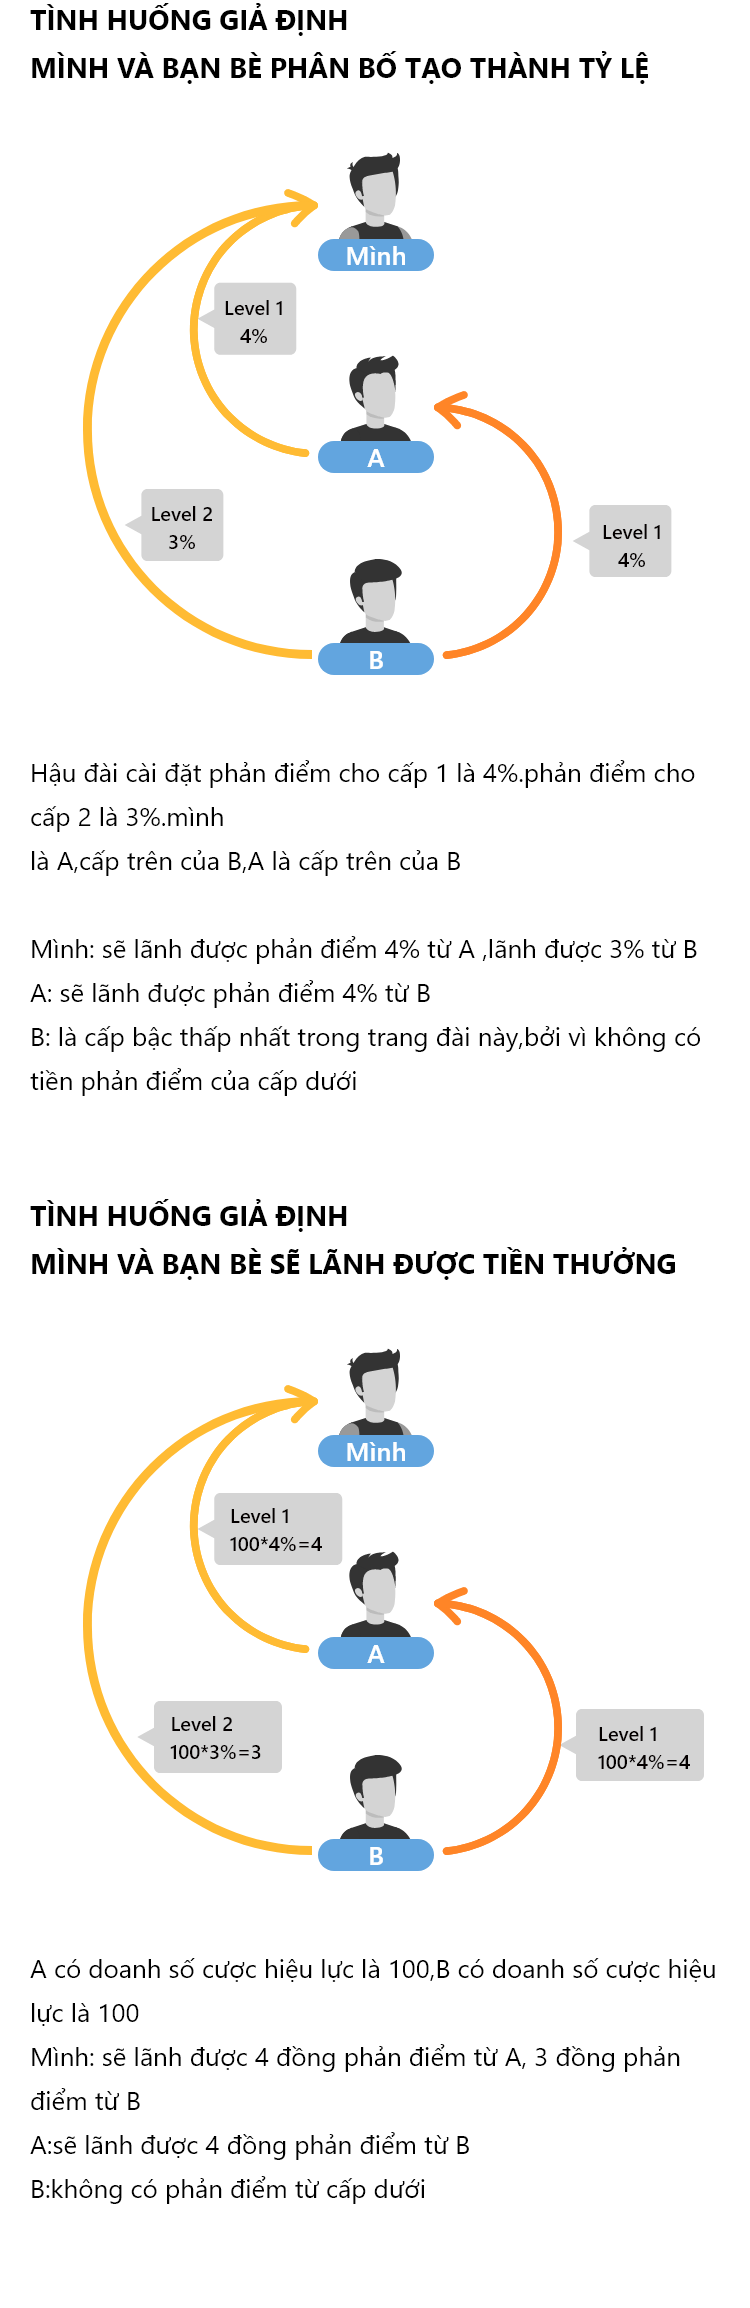 TÌNH HUỐNG GIẢ ĐỊNH
MÌNH VÀ BẠN BÈ PHÂN BỐ TẠO THÀNH TỶ LỆ
Mình
Level 1
4%
A
Level 2
3%
Level 1
4%
B
Hậu đài cài đặt phản điểm cho cấp 1 là 4%.phản điểm cho
cấp 2 là 3%.mình
là A,cấp trên của B,A là cấp trên của B
Mình: sẽ lãnh được phản điểm 4% từ A ,lãnh được 3% từ B
A: sẽ lãnh được phản điểm 4% từ B
B: là cấp bậc thấp nhất trong trang đài này,bởi vì không có
tiền phản điểm của cấp dưới
TÌNH HUỐNG GIẢ ĐỊNH
MÌNH VÀ BẠN BÈ SẼ LÃNH ĐƯỢC TIỀN THƯỞNG
Mình
Level 1
100*4%=4
A
Level 2
100*3%=3
Level 1
100*4%=4
B
A có doanh số cược hiệu lực là 100,B có doanh số cược hiệu
lực là 100
Mình: sẽ lãnh được 4 đồng phản điểm từ A, 3 đồng phản
điểm từ B
A:sẽ lãnh được 4 đồng phản điểm từ B
B:không có phản điểm từ cấp dưới